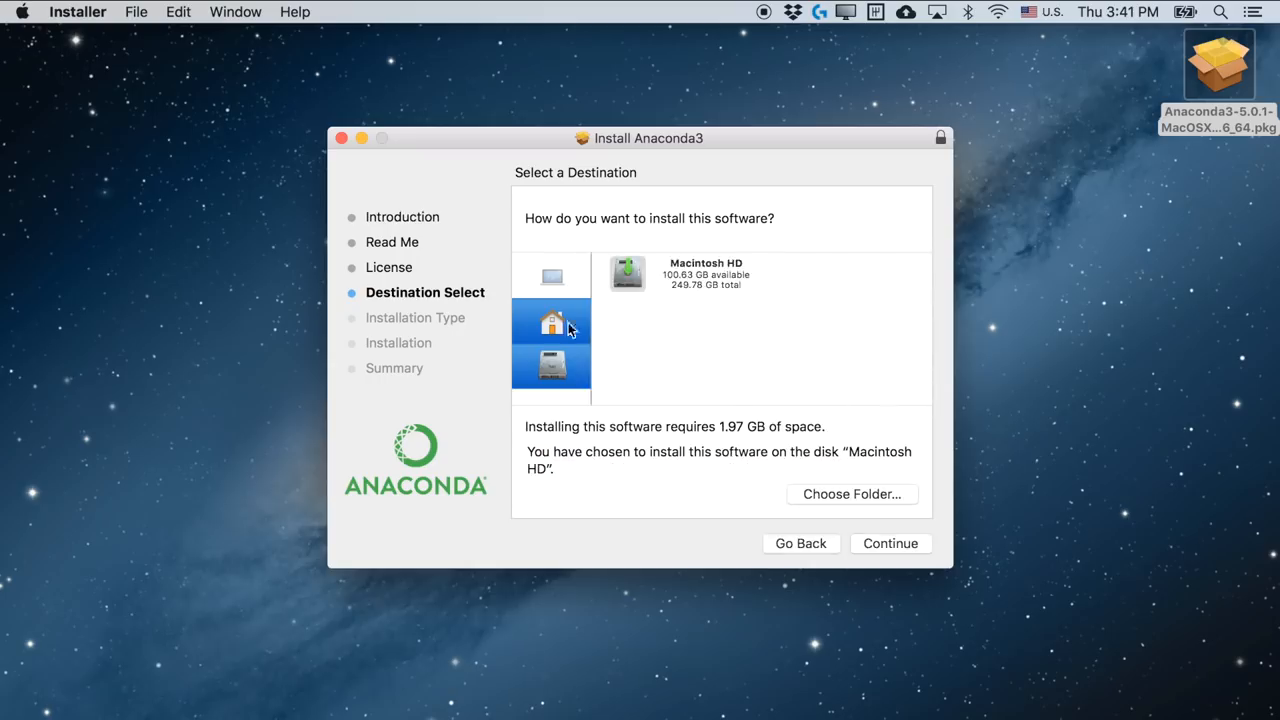 Installer File Edit Window Help U.S. Thu 3:41 PM
Anaconda3-5.0.1-
MacOSX...6_64.pkg
Install Anaconda3
Select a Destination
Introduction
Read Me
License
Destination Select
Installation Type
Installation
Summary
ANACONDA
How do you want to install this software?
Macintosh HD
100.63 GB available
249.78 GB total
Installing this software requires 1.97 GB of space.
You have chosen to install this software on the disk “Macintosh
HD”.
Choose Folder...
Go Back Continue